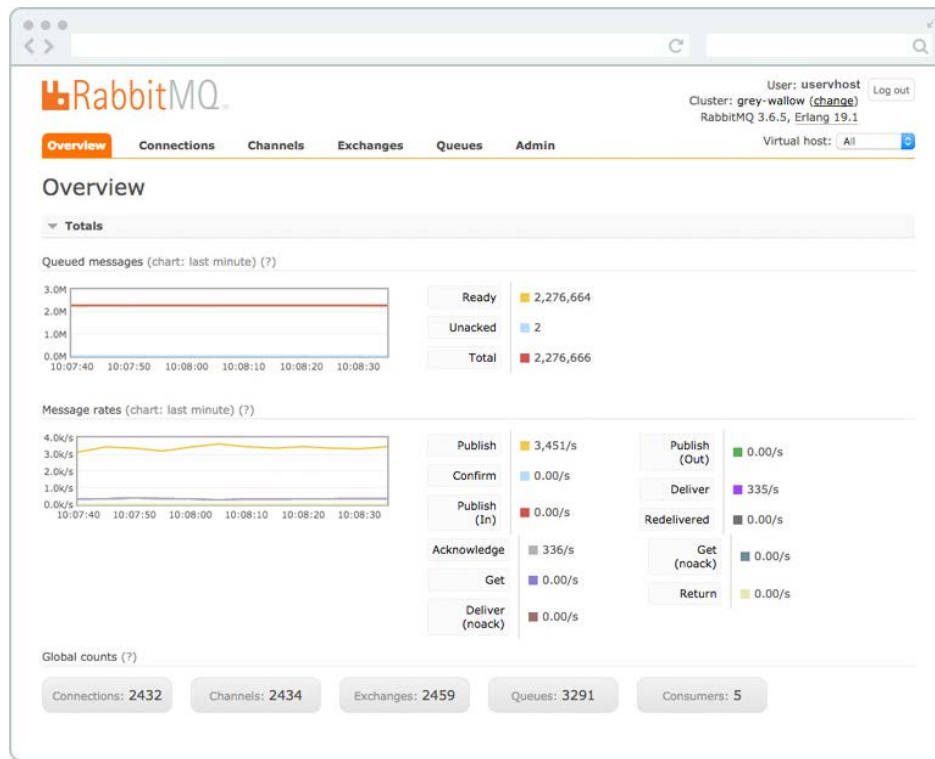 RabbitMQ
User: uservhost
Log out
Cluster: grey-wallow (change)
RabbitMQ 3.6.5, Erlang 19.1
Overview Connections Channels Exchanges Queues Admin
Virtual host: All
Overview
Totals
Queued messages (chart: last minute) (?)
3.0M
2.0M
1.0M
0.0M
10:07:40 10:07:50 10:08:00 10:08:10 10:08:20 10:08:30
Ready 2,276,664
Unacked 2
Total 2,276,666
Message rates (chart: last minute) (?)
4.0k/s
3.0k/s
2.0k/s
1.0k/s
0.0k/s
10:07:40 10:07:50 10:08:00 10:08:10 10:08:20 10:08:30
Publish 3,451/s
Confirm 0.00/s
Publish
(In) 0.00/s
Acknowledge 336/s
Get 0.00/s
Deliver
(noack) 0.00/s
Publish
(Out) 0.00/s
Deliver 335/s
Redelivered 0.00/s
Get
(noack) 0.00/s
Return 0.00/s
Global counts (?)
Connections: 2432 Channels: 2434 Exchanges: 2459 Queues: 3291 Consumers: 5